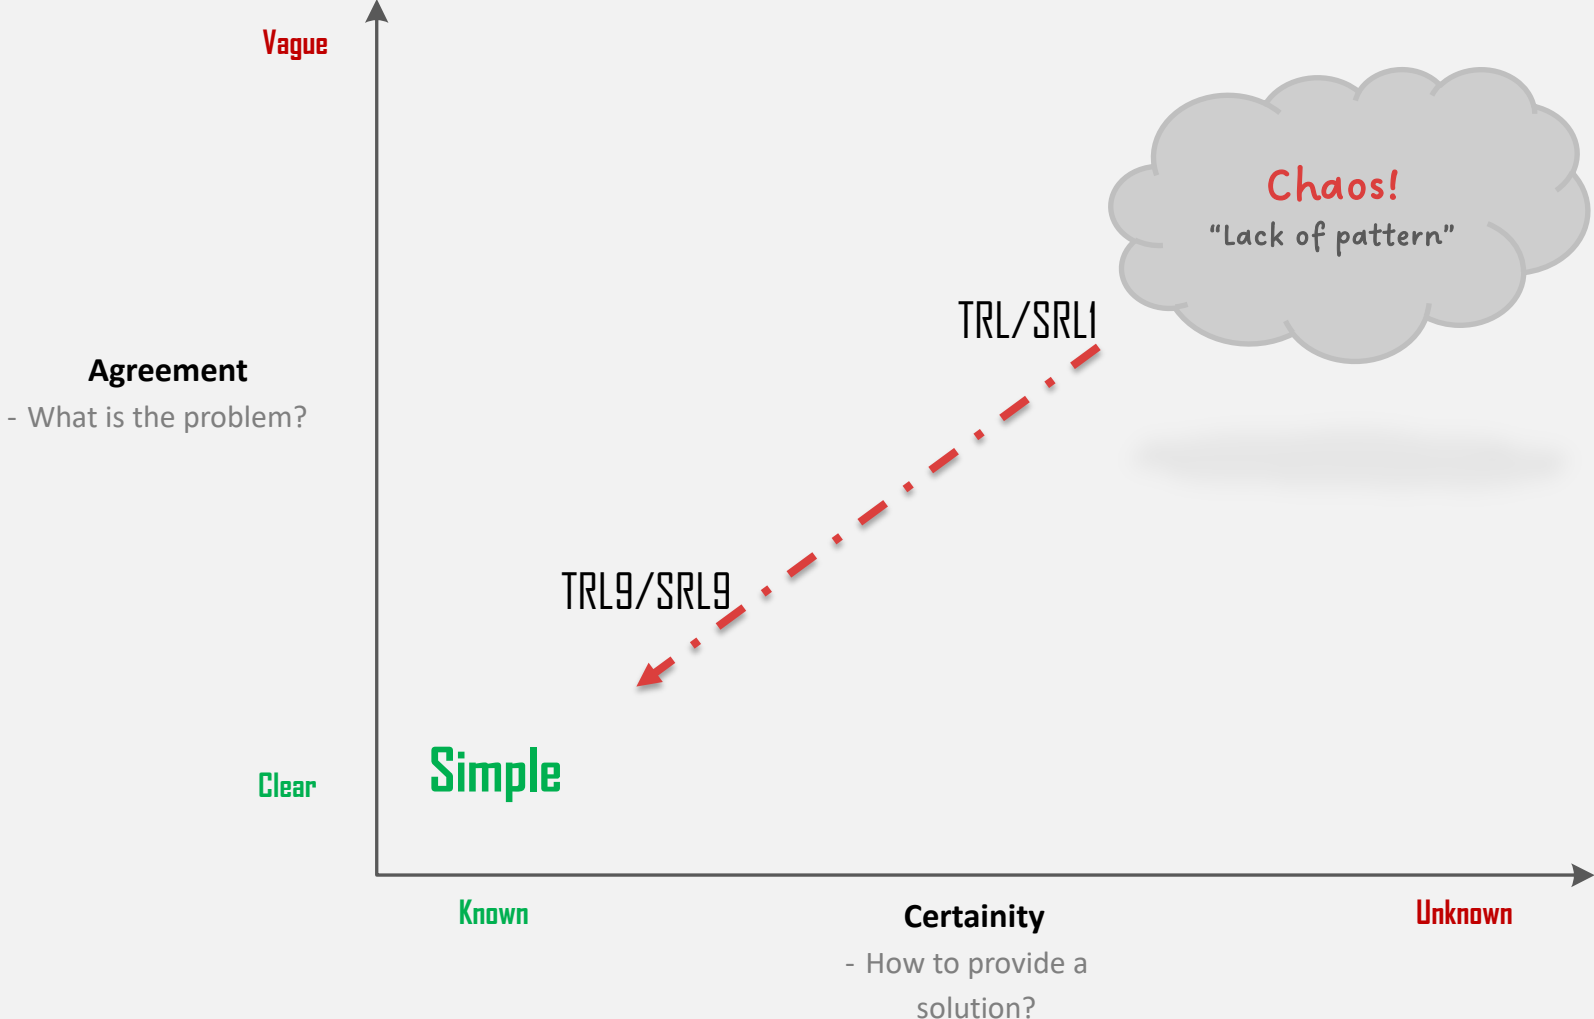 Vague
Chaos!
“Lack of pattern”
TRL/SRL1
Agreement
- What is the problem?
TRL9/SRL9
Simple
Clear
Known
Certainity
Unknown
- How to provide a
solution?